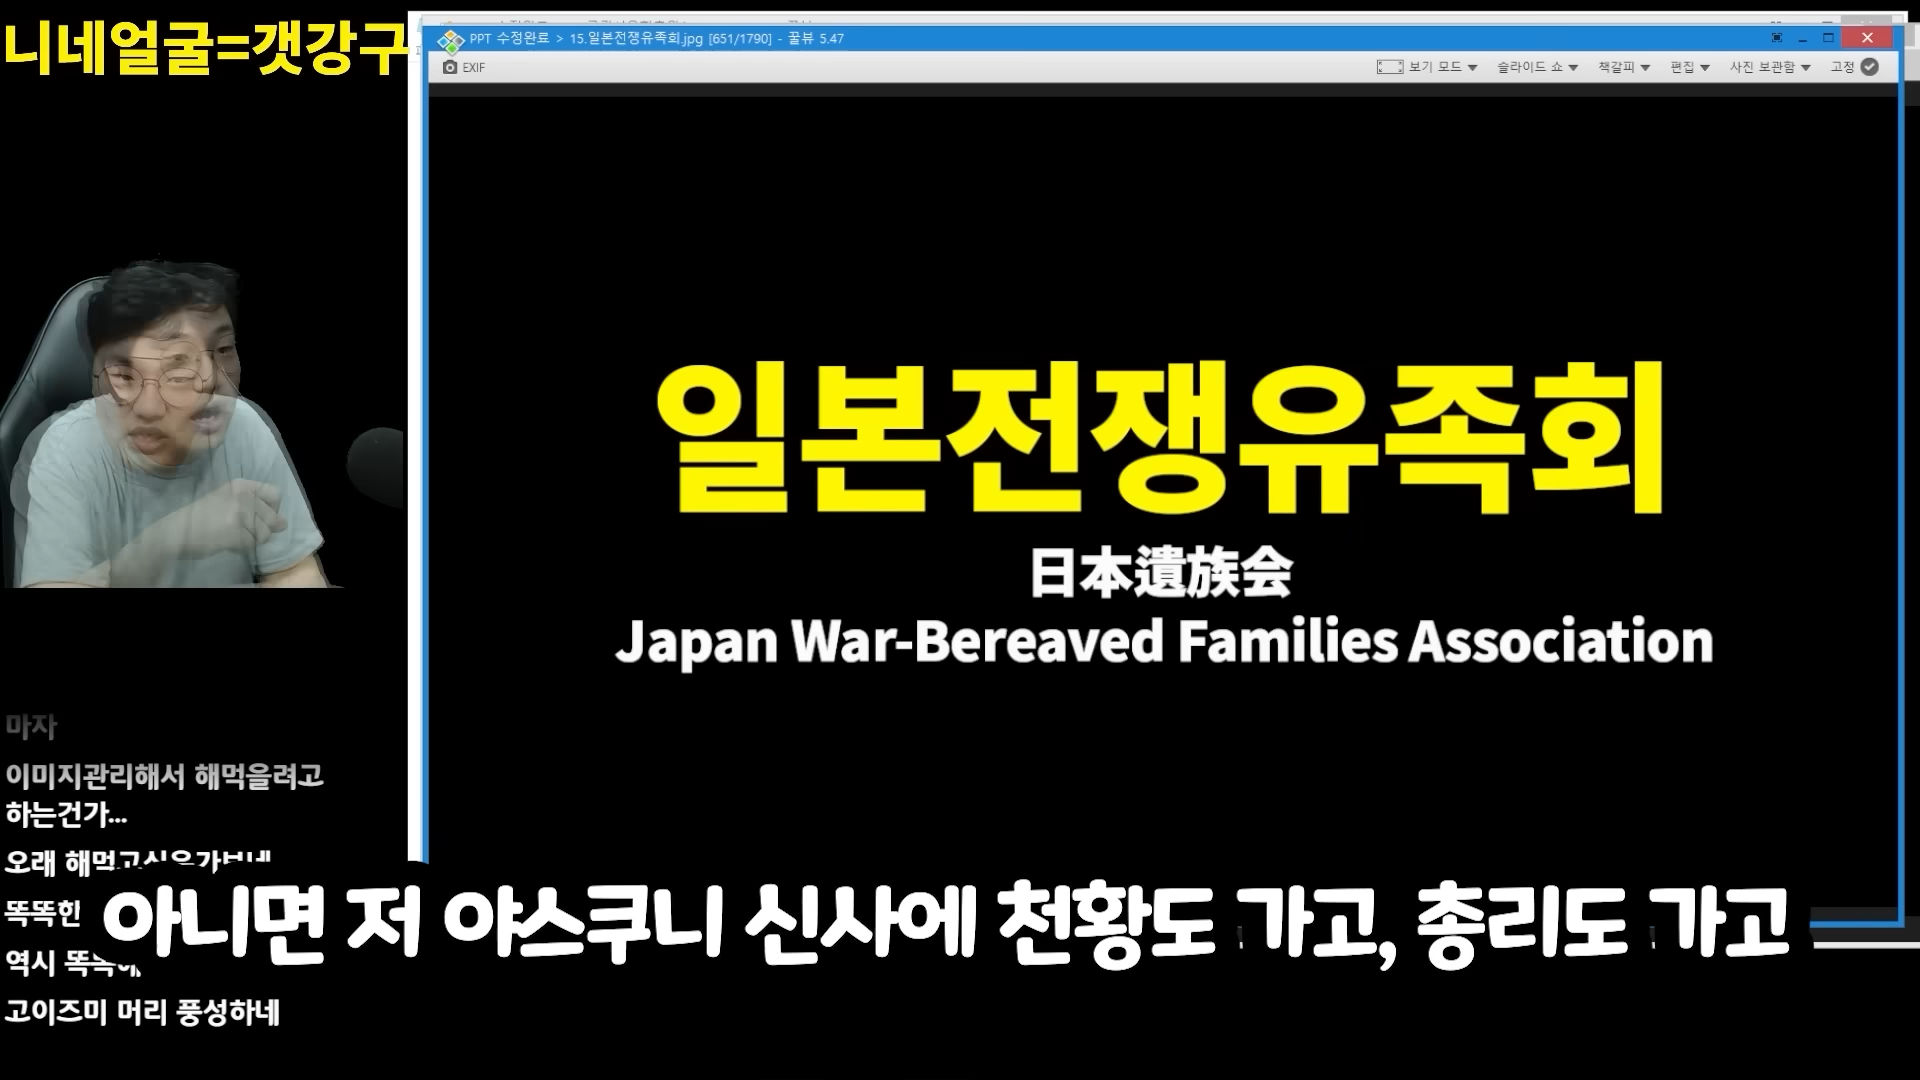 니네얼굴=갯강구
PPT 수정완료 > 15.일본전쟁유족회.jpg [651/1790] - 꿀뷰 5.47
EXIF
보기 모드
슬라이드 쇼
책갈피
편집
사진 보관함
고정
일본전쟁유족회
日本遺族会
Japan War-Bereaved Families Association
마자
이미지관리해서 해먹을려고
하는건가...
오래
똑똑한
역시
고이즈미 머리 풍성하네
아니면 저 야스쿠니 신사에 천황도 가고, 총리도 가고